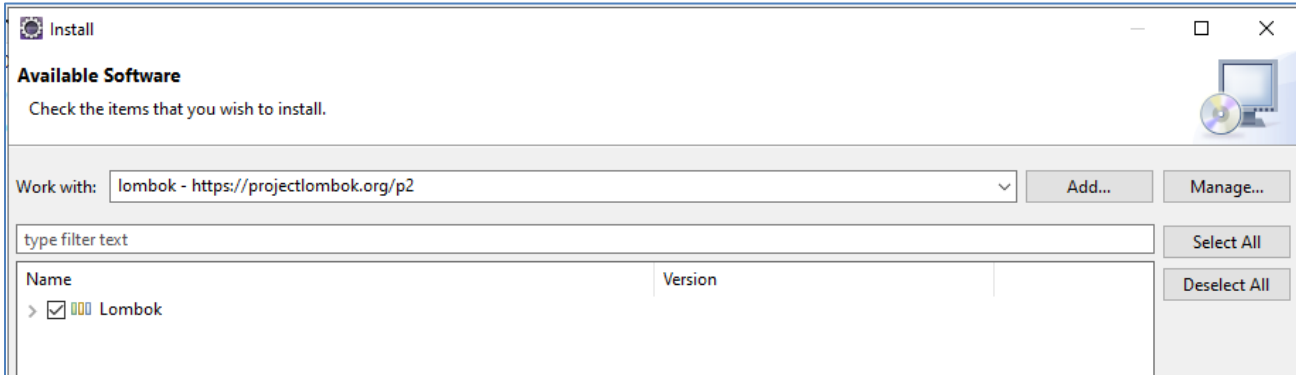 Install
Available Software
Check the items that you wish to install.
Work with: lombok - https://projectlombok.org/p2 Add... Manage...
type filter text Select All
Name Version Deselect All
Lombok